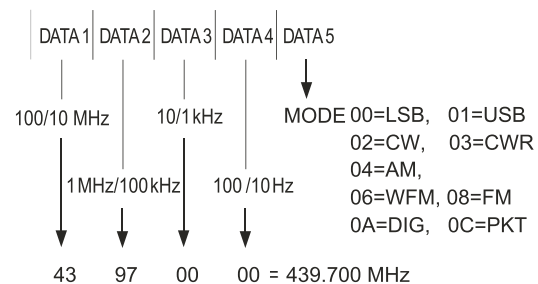 DATA 1 DATA 2 DATA 3 DATA 4 DATA 5
100/10 MHz 10/1 kHz MODE 00=LSB, 01=USB
02=CW, 03=CWR
04=AM,
1 MHz/100 kHz 100 /10 Hz 06=WFM, 08=FM
0A=DIG, 0C=PKT
43 97 00 00 = 439.700 MHz